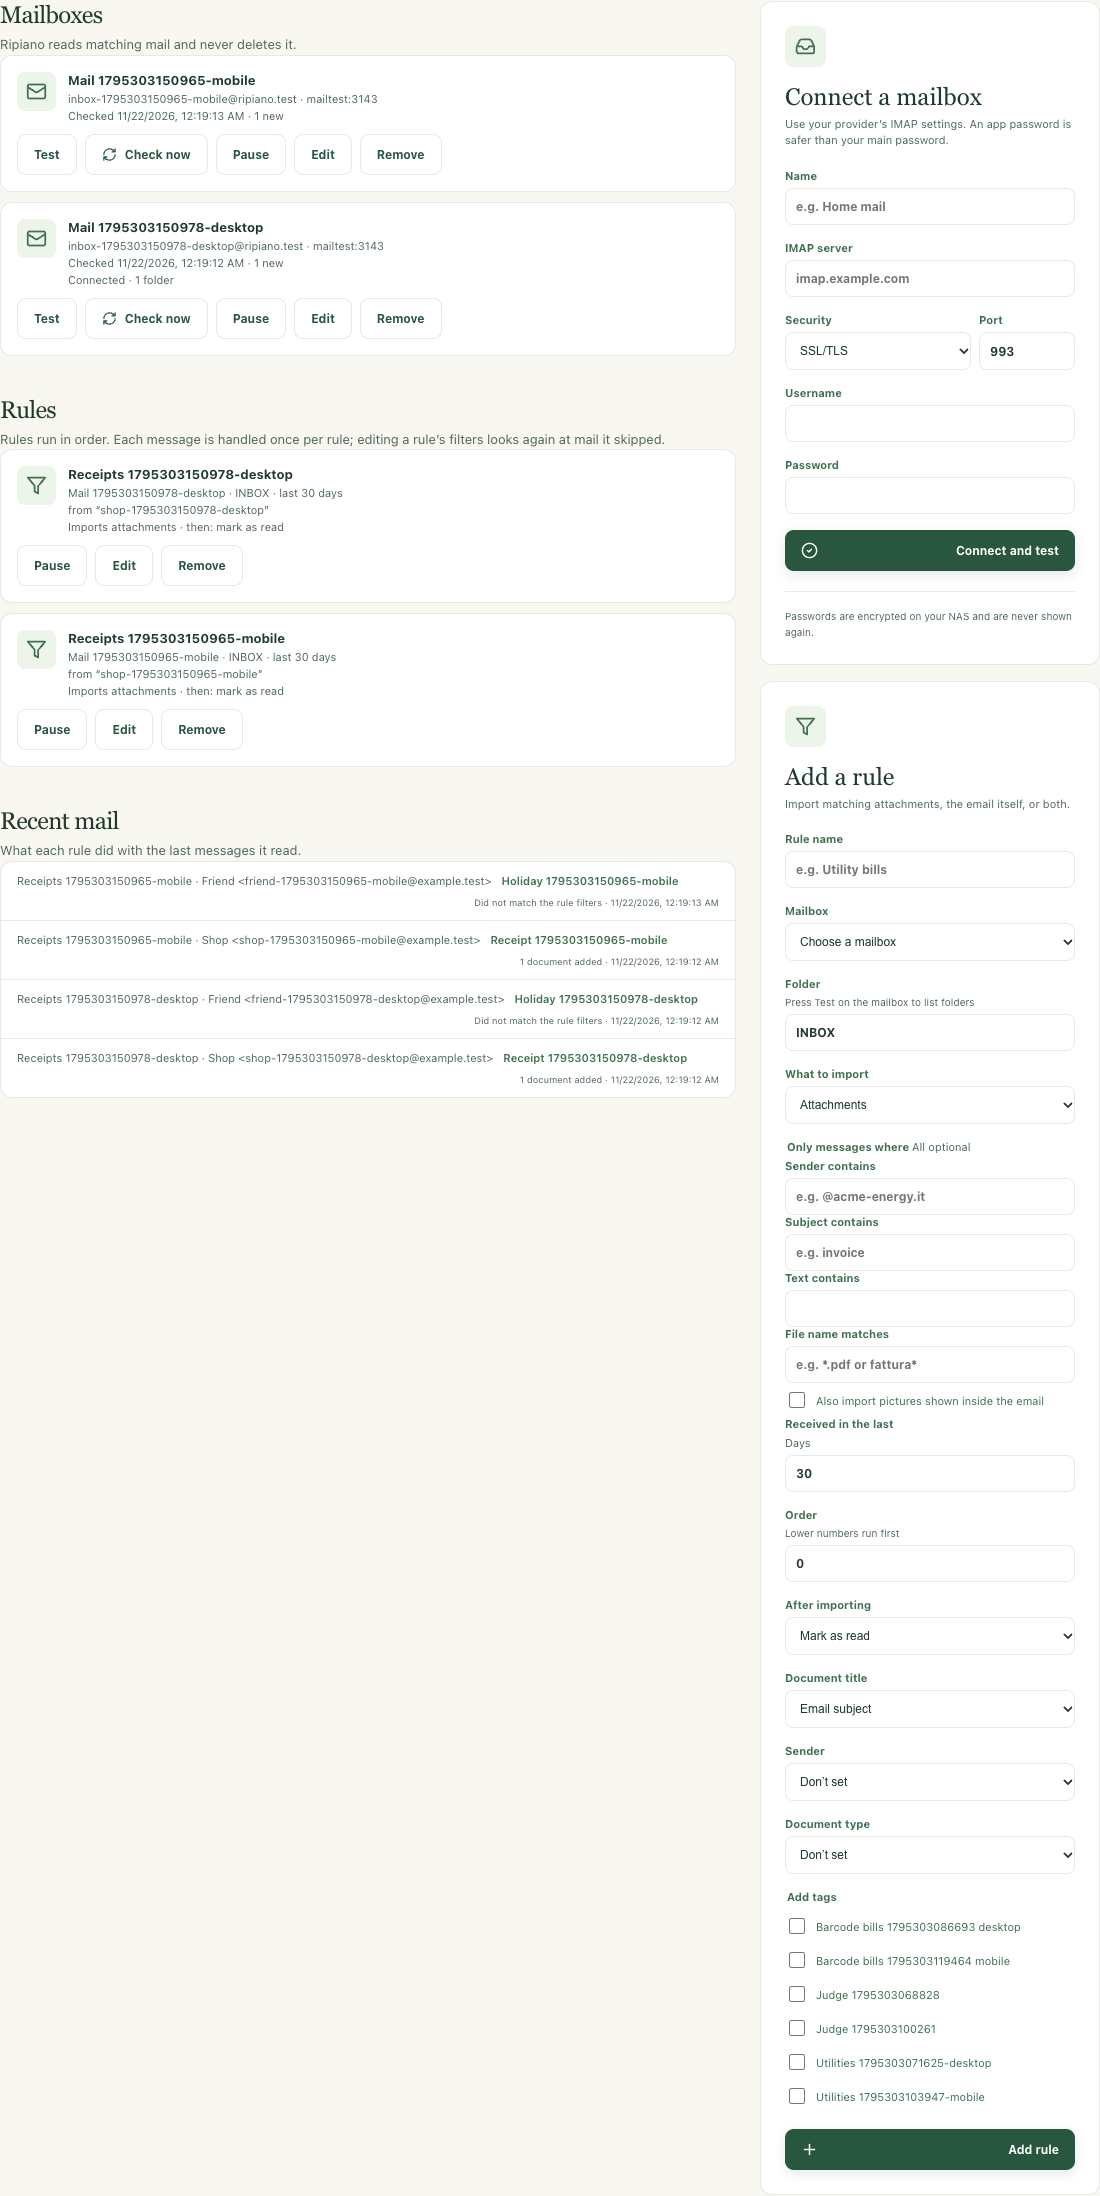 Mailboxes
Ripiano reads matching mail and never deletes it.
Mail 1795303150965-mobile
inbox-1795303150965-mobile@ripiano.test · mailtest:3143
Checked 11/22/2026, 12:19:13 AM · 1 new
Test
Check now
Pause
Edit
Remove
Mail 1795303150978-desktop
inbox-1795303150978-desktop@ripiano.test · mailtest:3143
Checked 11/22/2026, 12:19:12 AM · 1 new
Connected · 1 folder
Test
Check now
Pause
Edit
Remove
Rules
Rules run in order. Each message is handled once per rule; editing a rule’s filters looks again at mail it skipped.
Receipts 1795303150978-desktop
Mail 1795303150978-desktop · INBOX · last 30 days
from “shop-1795303150978-desktop”
Imports attachments · then: mark as read
Pause
Edit
Remove
Receipts 1795303150965-mobile
Mail 1795303150965-mobile · INBOX · last 30 days
from “shop-1795303150965-mobile”
Imports attachments · then: mark as read
Pause
Edit
Remove
Recent mail
What each rule did with the last messages it read.
Receipts 1795303150965-mobile · Friend <friend-1795303150965-mobile@example.test> Holiday 1795303150965-mobile
Did not match the rule filters · 11/22/2026, 12:19:13 AM
Receipts 1795303150965-mobile · Shop <shop-1795303150965-mobile@example.test> Receipt 1795303150965-mobile
1 document added · 11/22/2026, 12:19:12 AM
Receipts 1795303150978-desktop · Friend <friend-1795303150978-desktop@example.test> Holiday 1795303150978-desktop
Did not match the rule filters · 11/22/2026, 12:19:12 AM
Receipts 1795303150978-desktop · Shop <shop-1795303150978-desktop@example.test> Receipt 1795303150978-desktop
1 document added · 11/22/2026, 12:19:12 AM
Connect a mailbox
Use your provider’s IMAP settings. An app password is
safer than your main password.
Name
e.g. Home mail
IMAP server
imap.example.com
Security
Port
SSL/TLS
993
Username
Password
Connect and test
Passwords are encrypted on your NAS and are never shown
again.
Add a rule
Import matching attachments, the email itself, or both.
Rule name
e.g. Utility bills
Mailbox
Choose a mailbox
Folder
Press Test on the mailbox to list folders
INBOX
What to import
Attachments
Only messages where All optional
Sender contains
e.g. @acme-energy.it
Subject contains
e.g. invoice
Text contains
File name matches
e.g. *.pdf or fattura*
Also import pictures shown inside the email
Received in the last
Days
30
Order
Lower numbers run first
0
After importing
Mark as read
Document title
Email subject
Sender
Don’t set
Document type
Don’t set
Add tags
Barcode bills 1795303086693 desktop
Barcode bills 1795303119464 mobile
Judge 1795303068828
Judge 1795303100261
Utilities 1795303071625-desktop
Utilities 1795303103947-mobile
Add rule